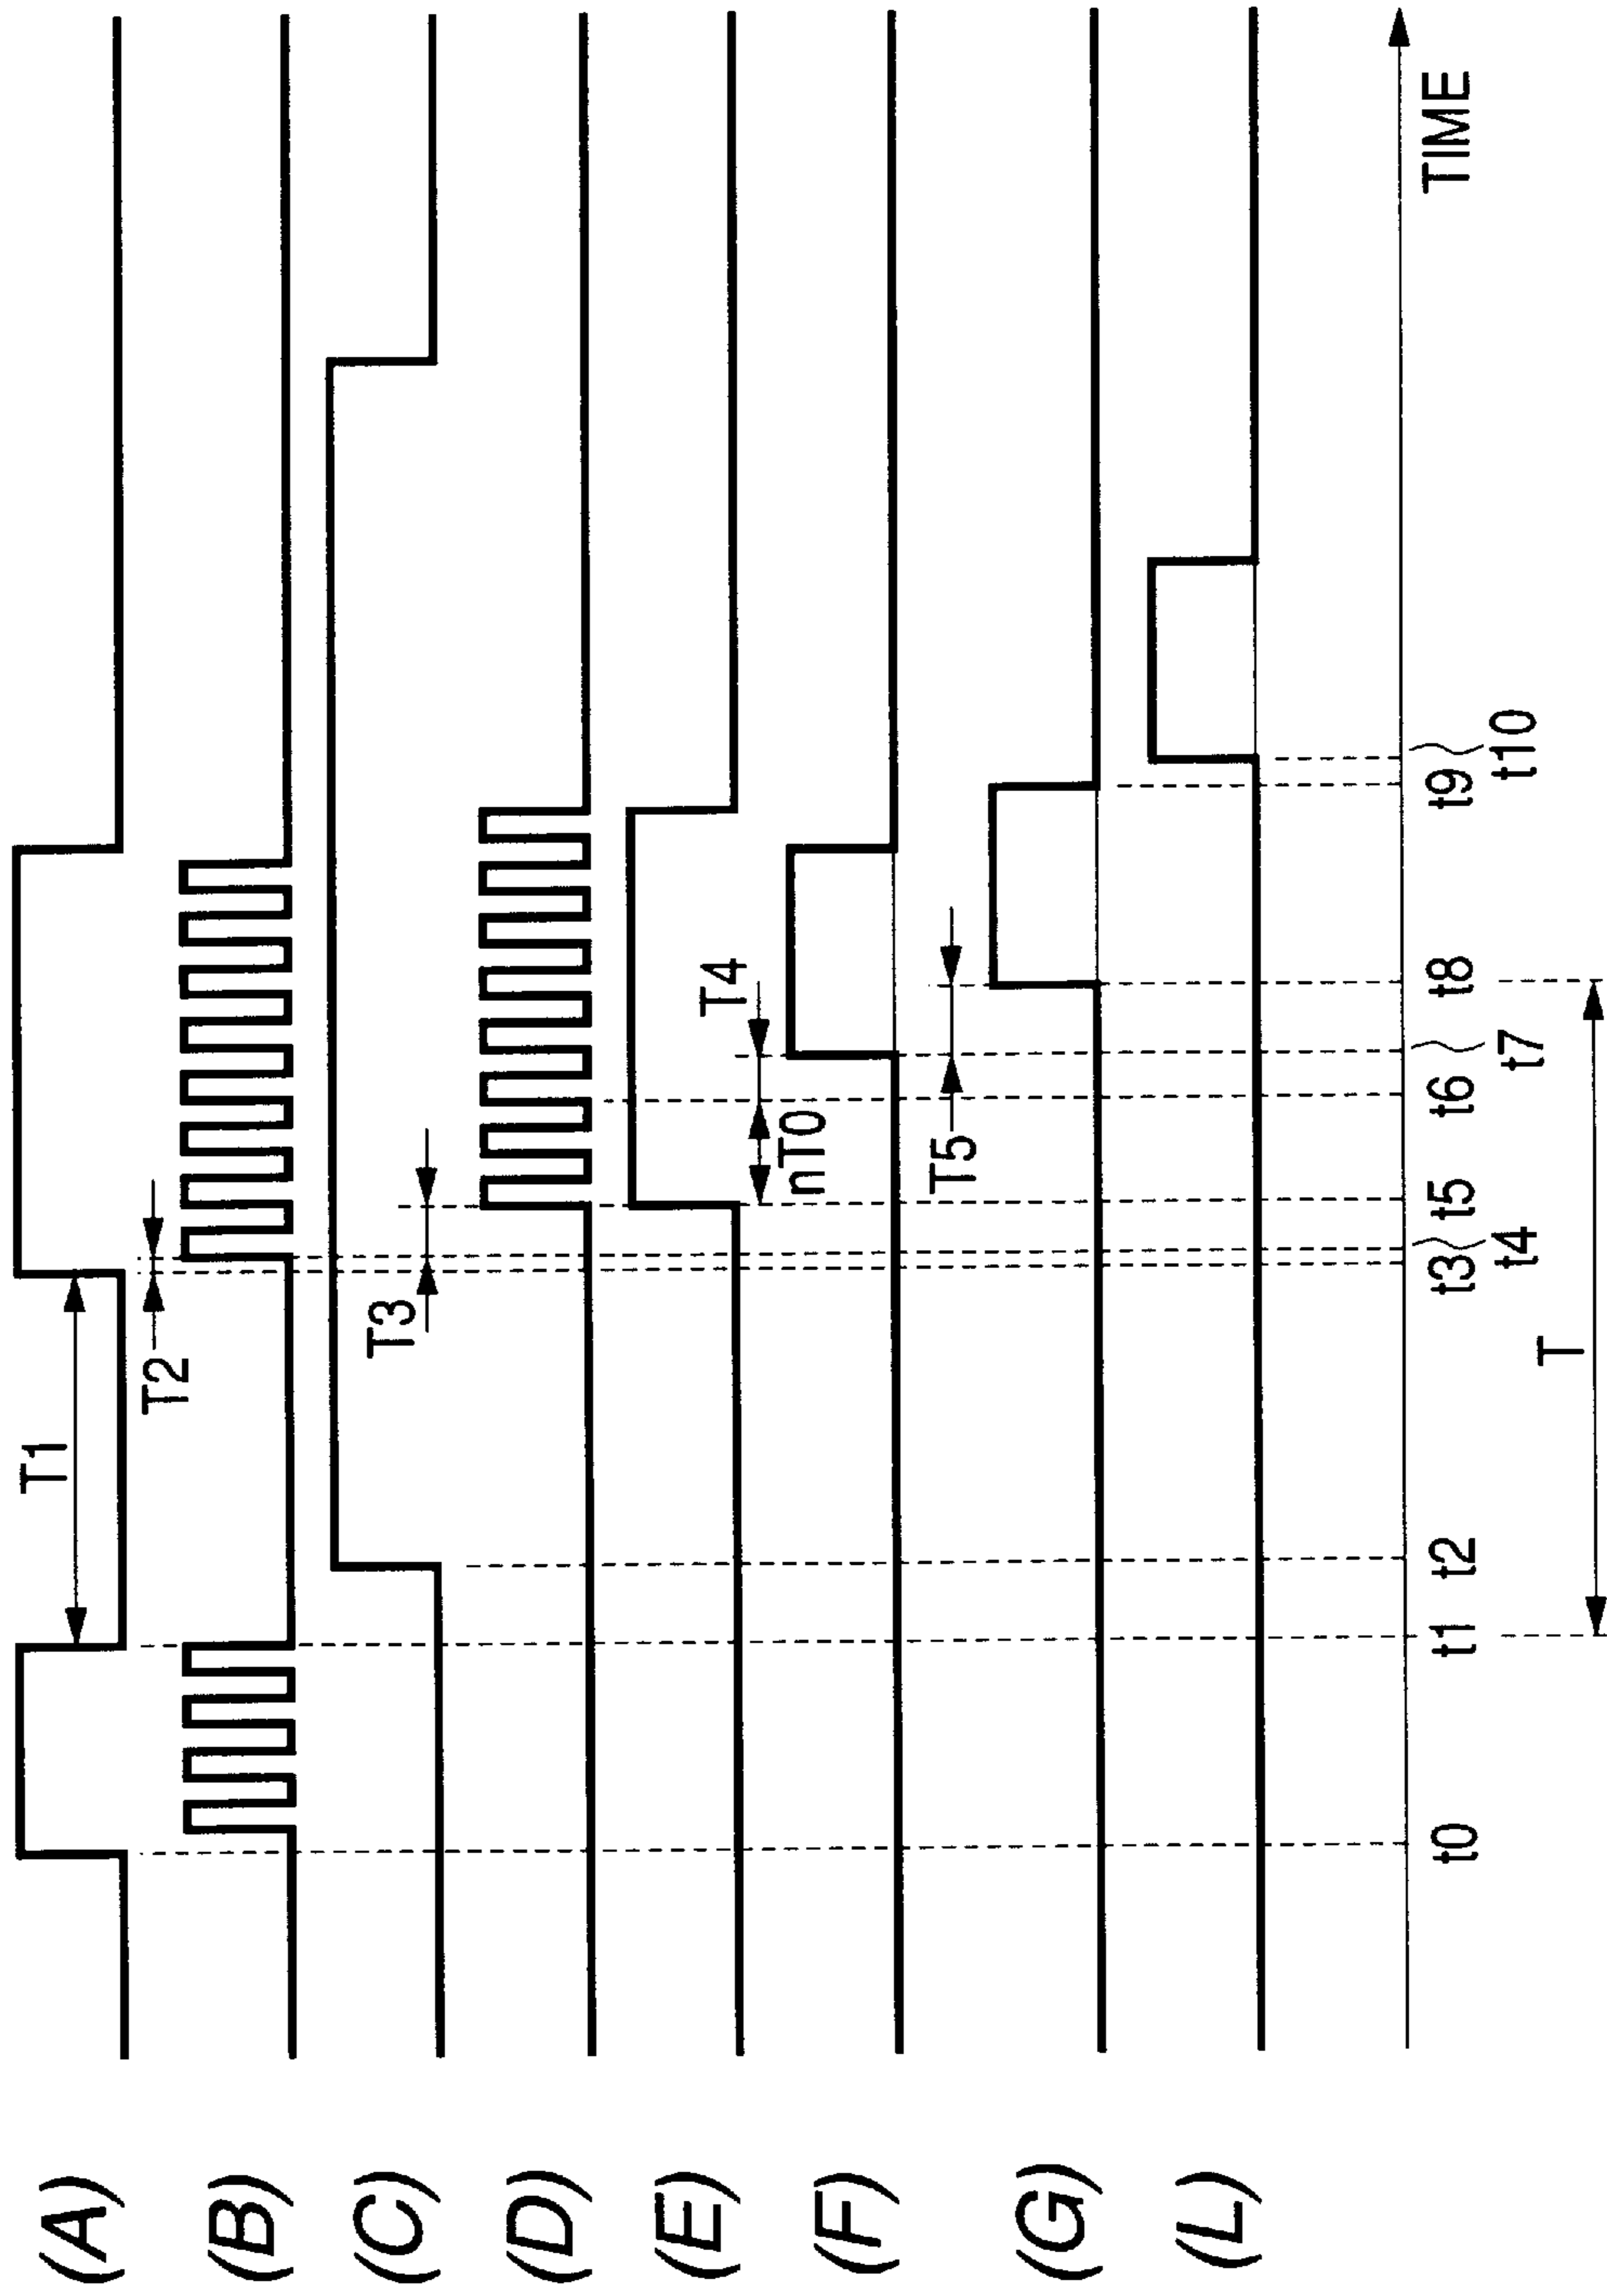 (A)
T1
T2
(B)
(C)
T3
(D)
(E)
nT0
T4
(F)
T5
(G)
(L)
t0 t1 t2 t3 t4 t5 t6 t7 t8 t9 t10
TIME
T